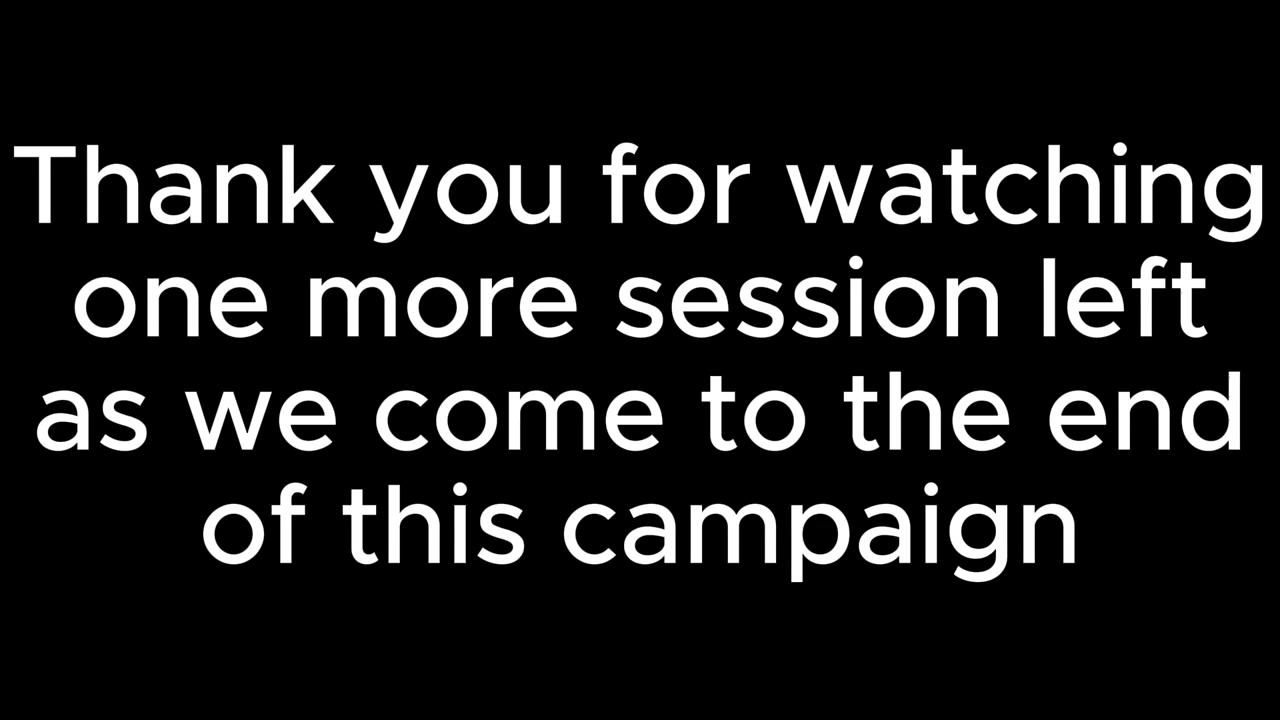 Thank you for watching
one more session left
as we come to the end
of this campaign